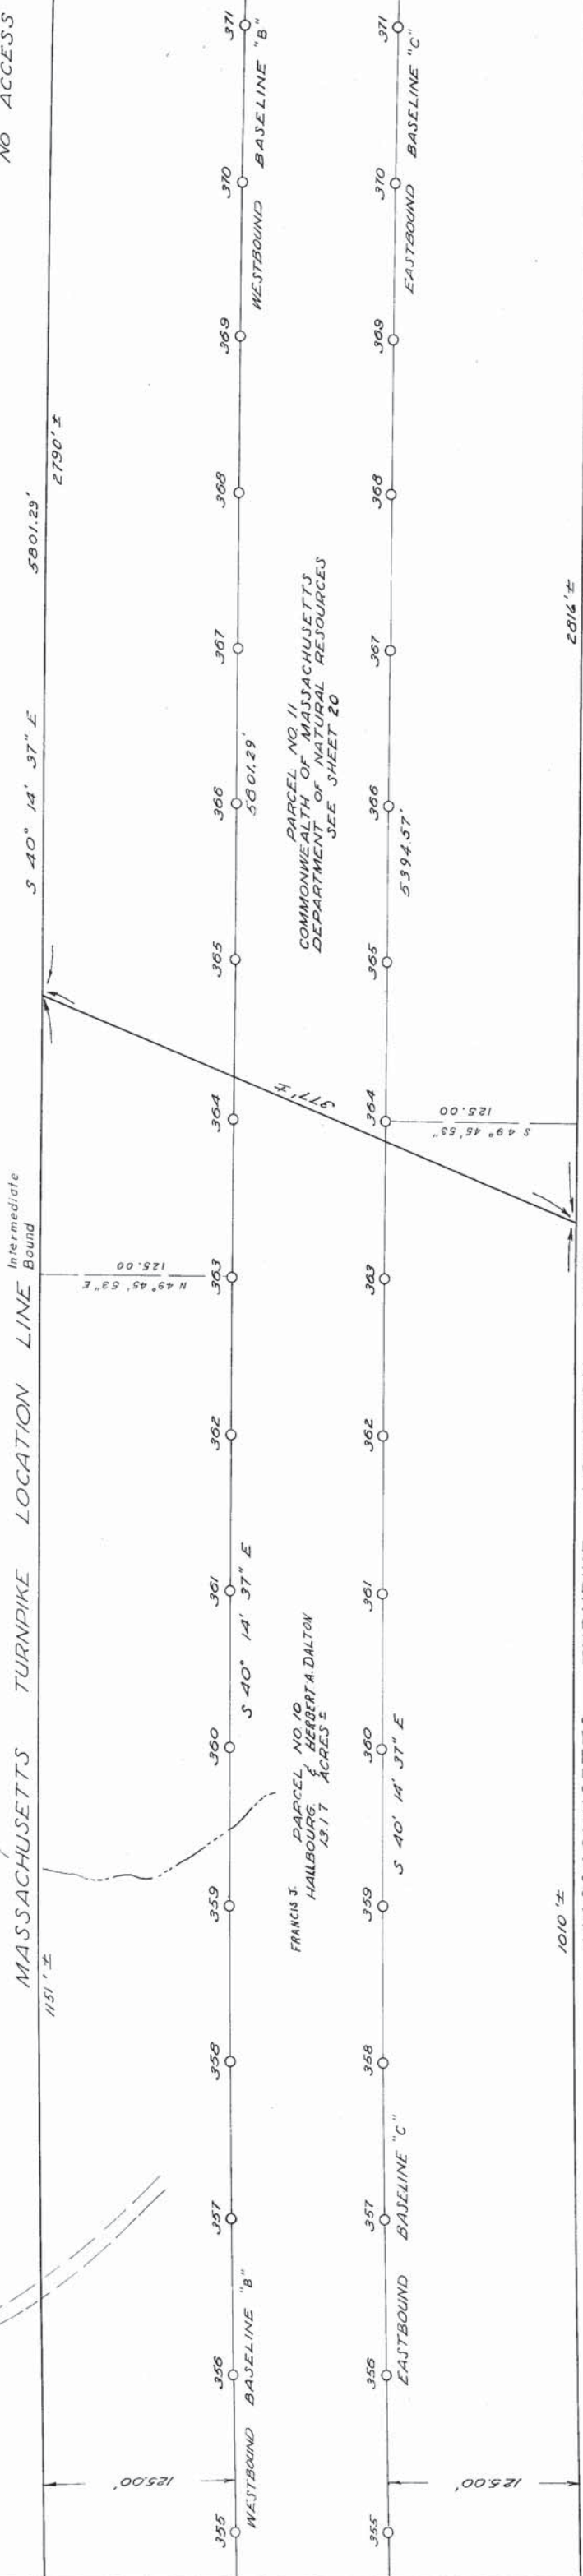 NO ACCESS
MASSACHUSETTS TURNPIKE LOCATION LINE
Intermediate
Bound
S 40° 14' 37" E
5801.29'
1151' ±
2790' ±
125.00'
N 49° 45' 53" E
125.00
355
356
357
358
359
360
361
362
363
364
365
366
367
368
369
370
371
WESTBOUND BASELINE "B"
S 40° 14' 37" E
5801.29'
WESTBOUND BASELINE "B"
PARCEL NO. 10
FRANCIS J. HALLBOURG & HERBERT A. DALTON
13.17 ACRES ±
377' ±
PARCEL NO. 11
COMMONWEALTH OF MASSACHUSETTS
DEPARTMENT OF NATURAL RESOURCES
SEE SHEET 20
355
356
357
358
359
360
361
362
363
364
365
366
367
368
369
370
371
EASTBOUND BASELINE "C"
S 40' 14' 37" E
5394.57'
EASTBOUND BASELINE "C"
125.00'
S 49° 45' 53"
125.00
1010' ±
2816' ±